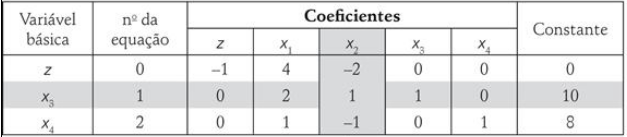 Variável básica nº da equação Coeficientes Constante
z x₁ x₂ x₃ x₄
z 0 –1 4 –2 0 0 0
x₃ 1 0 2 1 1 0 10
x₄ 2 0 1 –1 0 1 8